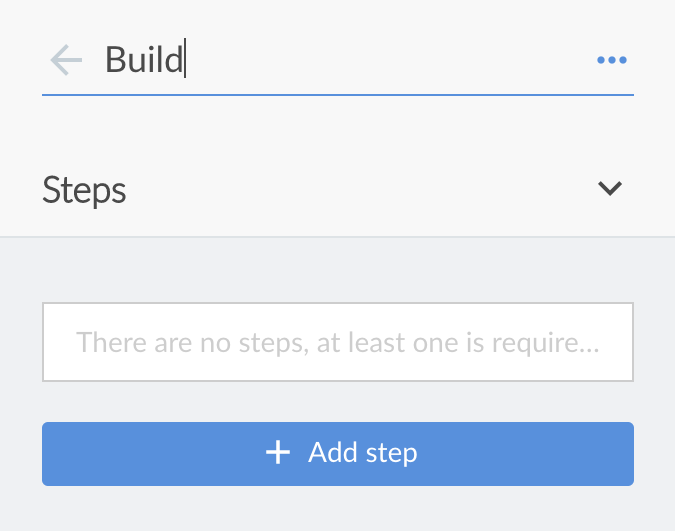 Build
Steps
There are no steps, at least one is require...
Add step